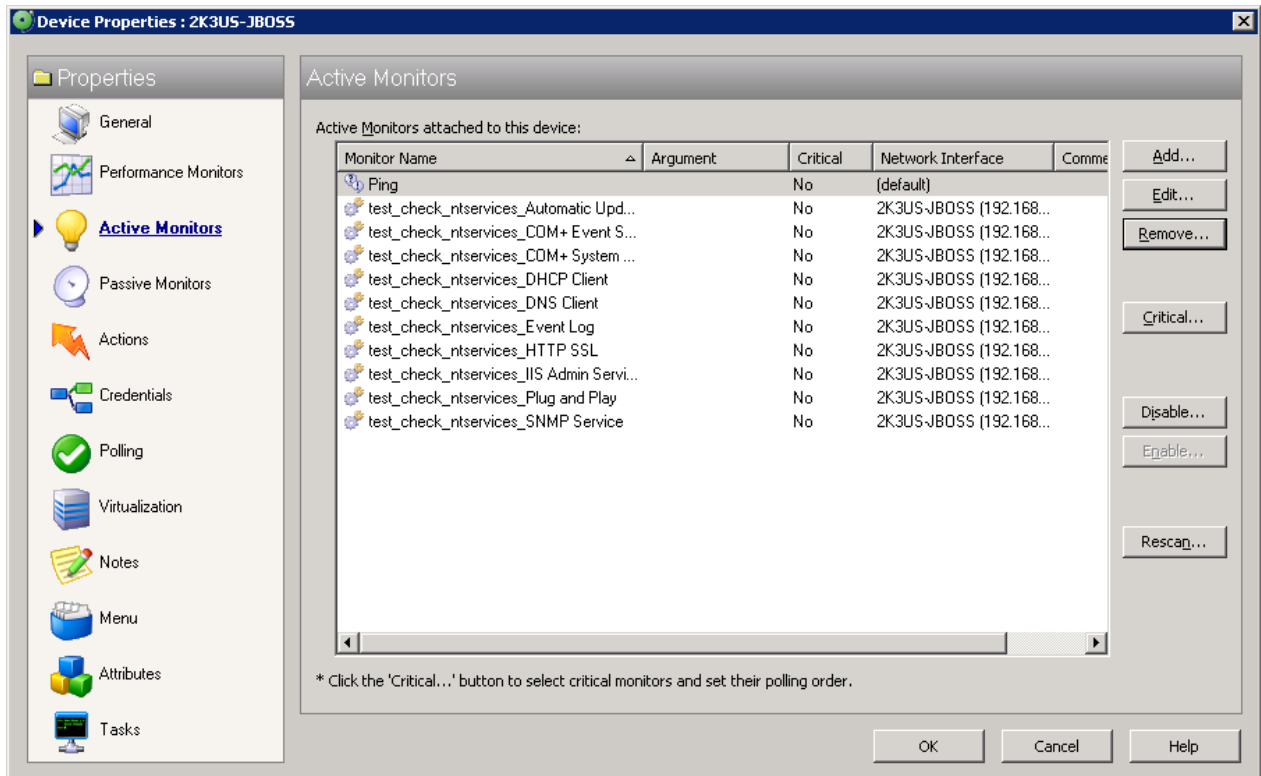 Device Properties : 2K3US-JBOSS
Properties
General
Performance Monitors
Active Monitors
Passive Monitors
Actions
Credentials
Polling
Virtualization
Notes
Menu
Attributes
Tasks
Active Monitors
Active Monitors attached to this device:
Monitor Name Argument Critical Network Interface Comme
Ping No (default)
test_check_ntservices_Automatic Upd... No 2K3US-JBOSS (192.168...
test_check_ntservices_COM+ Event S... No 2K3US-JBOSS (192.168...
test_check_ntservices_COM+ System ... No 2K3US-JBOSS (192.168...
test_check_ntservices_DHCP Client No 2K3US-JBOSS (192.168...
test_check_ntservices_DNS Client No 2K3US-JBOSS (192.168...
test_check_ntservices_Event Log No 2K3US-JBOSS (192.168...
test_check_ntservices_HTTP SSL No 2K3US-JBOSS (192.168...
test_check_ntservices_IIS Admin Servi... No 2K3US-JBOSS (192.168...
test_check_ntservices_Plug and Play No 2K3US-JBOSS (192.168...
test_check_ntservices_SNMP Service No 2K3US-JBOSS (192.168...
Add...
Edit...
Remove...
Critical...
Disable...
Enable...
Rescan...
* Click the 'Critical...' button to select critical monitors and set their polling order.
OK Cancel Help